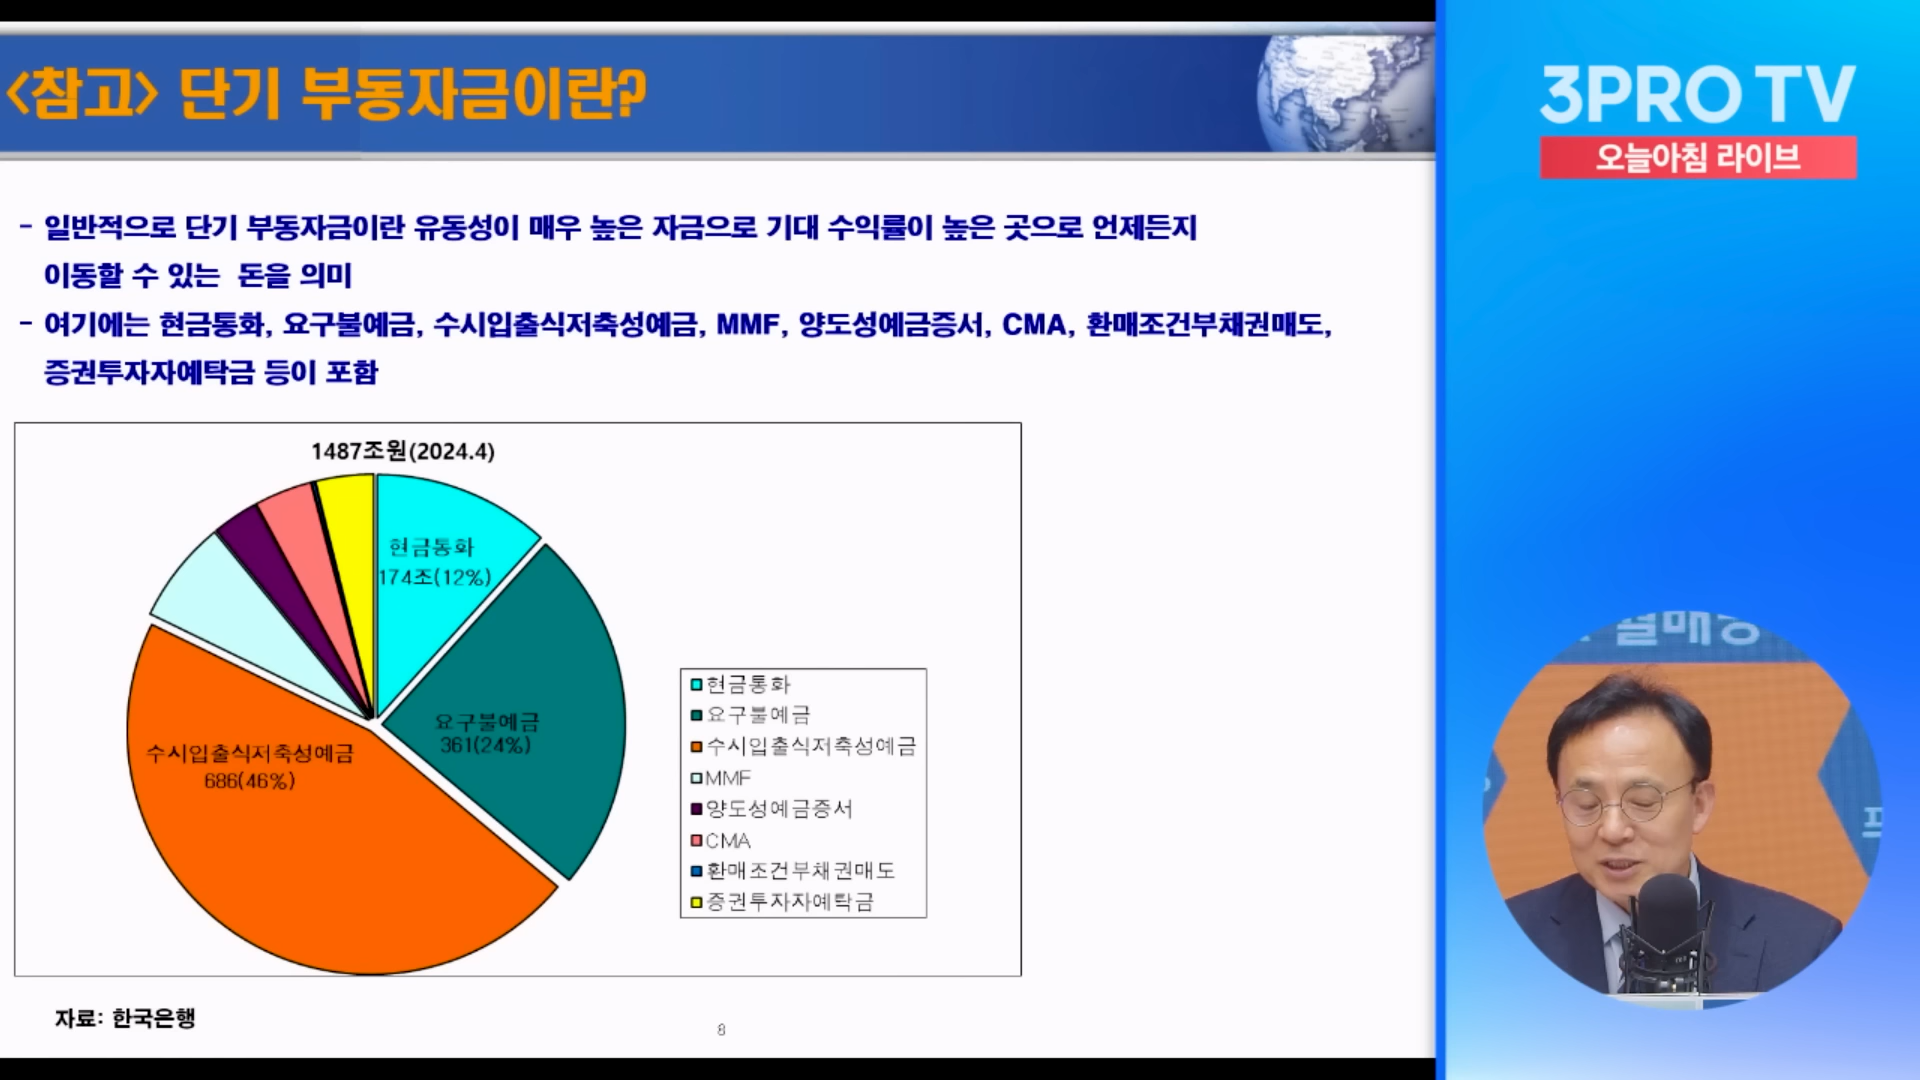 <참고> 단기 부동자금이란?
- 일반적으로 단기 부동자금이란 유동성이 매우 높은 자금으로 기대 수익률이 높은 곳으로 언제든지
이동할 수 있는 돈을 의미
- 여기에는 현금통화, 요구불예금, 수시입출식저축성예금, MMF, 양도성예금증서, CMA, 환매조건부채권매도,
증권투자자예탁금 등이 포함
1487조원(2024.4)
현금통화
174조(12%)
요구불예금
361(24%)
수시입출식저축성예금
686(46%)
현금통화
요구불예금
수시입출식저축성예금
MMF
양도성예금증서
CMA
환매조건부채권매도
증권투자자예탁금
자료: 한국은행
8
3PRO TV
오늘아침 라이브